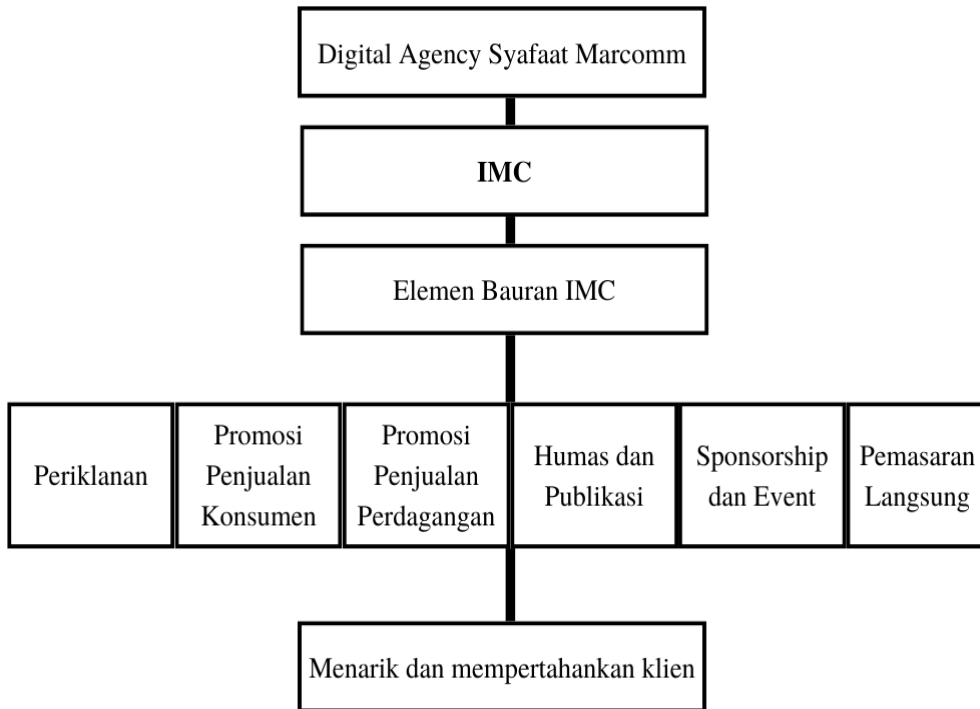 Digital Agency Syafaat Marcomm
IMC
Elemen Bauran IMC
Periklanan
Promosi
Penjualan
Konsumen
Promosi
Penjualan
Perdagangan
Humas dan
Publikasi
Sponsorship
dan Event
Pemasaran
Langsung
Menarik dan mempertahankan klien